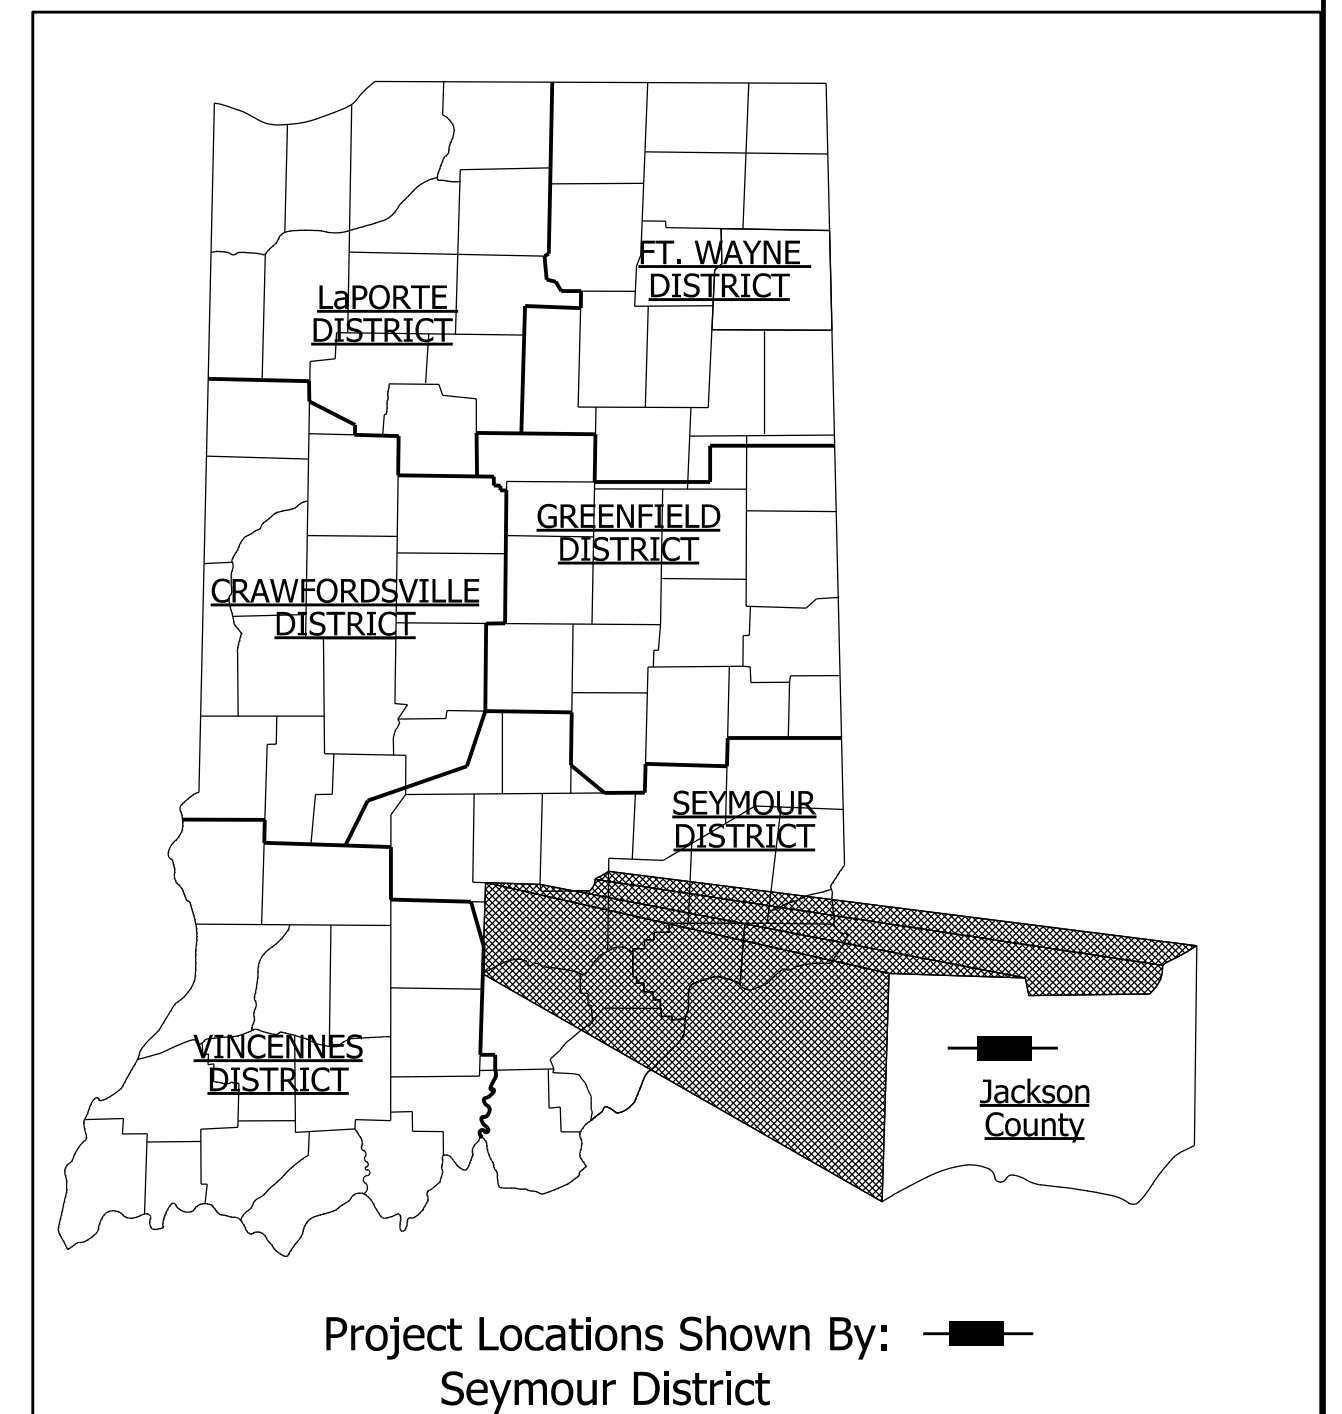 FT. WAYNE
DISTRICT
LaPORTE
DISTRICT
GREENFIELD
DISTRICT
CRAWFORDSVILLE
DISTRICT
SEYMOUR
DISTRICT
VINCENNES
DISTRICT
Jackson
County
Project Locations Shown By:
Seymour District